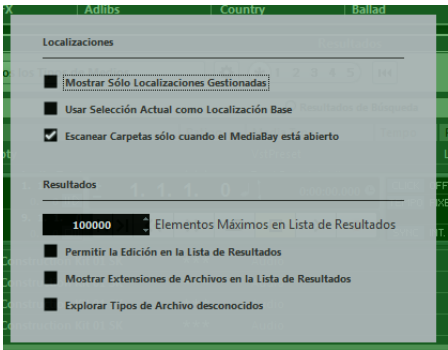 Adlibs Country Ballad
Localizaciones
Mostrar Sólo Localizaciones Gestionadas
Usar Selección Actual como Localización Base
Escanear Carpetas sólo cuando el MediaBay está abierto
Resultados
100000 Elementos Máximos en Lista de Resultados
Permitir la Edición en la Lista de Resultados
Mostrar Extensiones de Archivos en la Lista de Resultados
Explorar Tipos de Archivo desconocidos